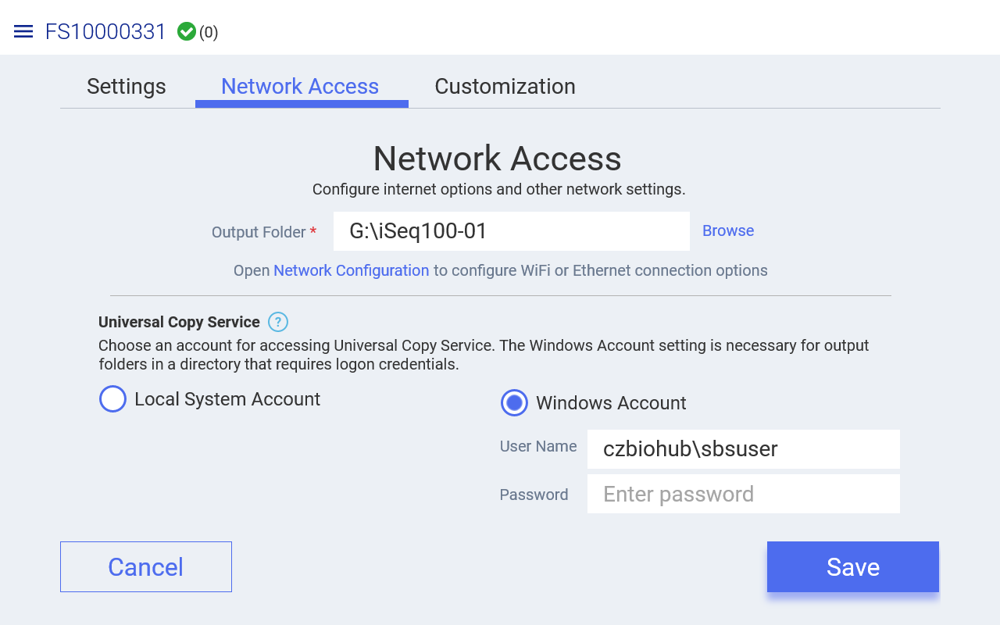 FS10000331 (0)
Settings Network Access Customization
Network Access
Configure internet options and other network settings.
Output Folder * G:\iSeq100-01 Browse
Open Network Configuration to configure WiFi or Ethernet connection options
Universal Copy Service ?
Choose an account for accessing Universal Copy Service. The Windows Account setting is necessary for output
folders in a directory that requires logon credentials.
Local System Account Windows Account
User Name czbiohub\sbsuser
Password Enter password
Cancel Save